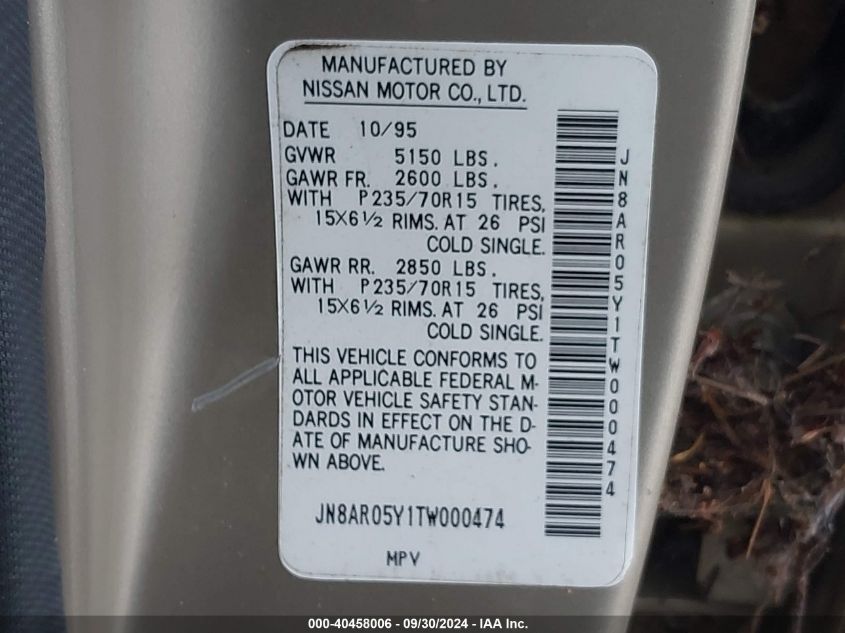 MANUFACTURED BY
NISSAN MOTOR CO., LTD.
DATE 10/95
GVWR 5150 LBS.
GAWR FR. 2600 LBS.
WITH P235/70R15 TIRES,
15X6½ RIMS. AT 26 PSI
COLD SINGLE.
GAWR RR. 2850 LBS.
WITH P235/70R15 TIRES,
15X6½ RIMS. AT 26 PSI
COLD SINGLE.
THIS VEHICLE CONFORMS TO
ALL APPLICABLE FEDERAL M-
OTOR VEHICLE SAFETY STAN-
DARDS IN EFFECT ON THE D-
ATE OF MANUFACTURE SHO-
WN ABOVE.
JN8AR05Y1TW000474
MPV
JN8AR05Y1TW000474
000-40458006 - 09/30/2024 - IAA Inc.